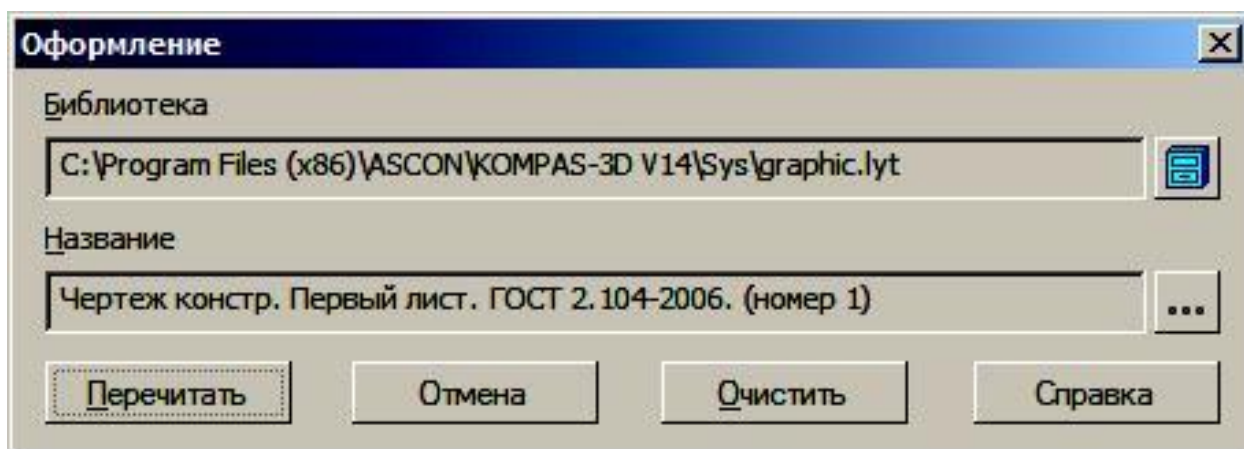 Оформление
Библиотека
C:\Program Files (x86)\ASCON\KOMPAS-3D V14\Sys\graphic.lyt
Название
Чертеж констр. Первый лист. ГОСТ 2.104-2006. (номер 1)
...
Перечитать Отмена Очистить Справка